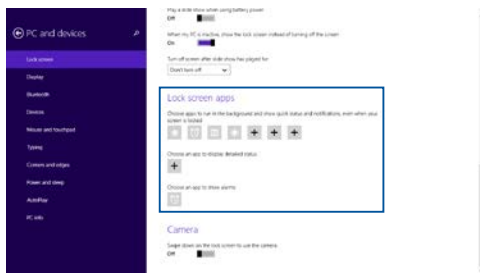 PC and devices
Lock screen
Display
Bluetooth
Devices
Mouse and touchpad
Typing
Corners and edges
Power and sleep
AutoPlay
PC info
Play a slide show when using battery power
Off
When my PC is inactive, show the lock screen instead of turning off the screen
On
Turn off screen after slide show has played for
Don't turn off
Lock screen apps
Choose apps to run in the background and show quick status and notifications, even when your
screen is locked
Choose an app to display detailed status
Choose an app to show alarms
Camera
Swipe down on the lock screen to use the camera
Off